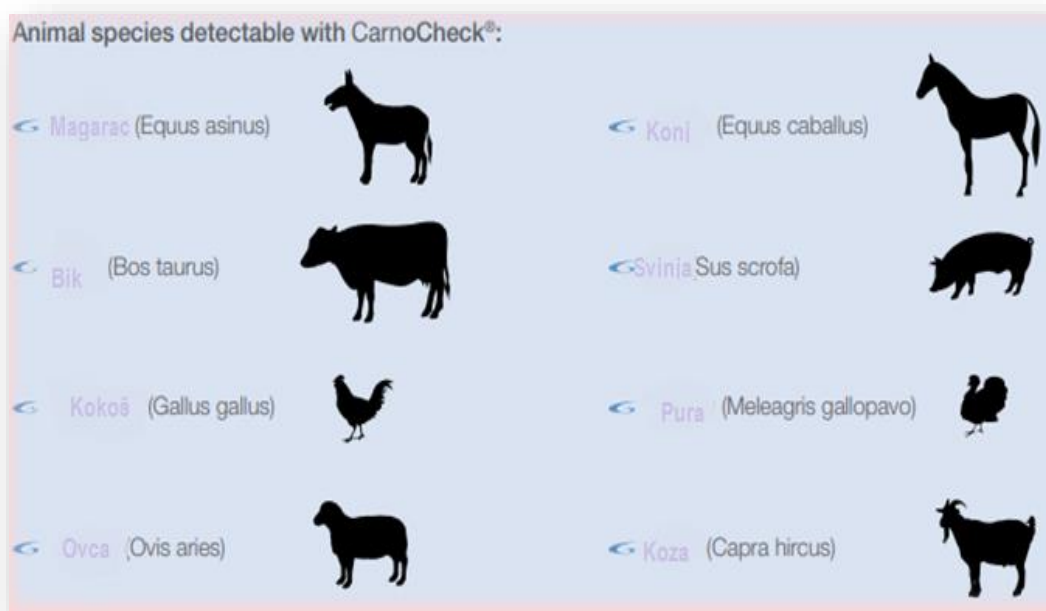 Animal species detectable with CarnoCheck®:
Magarac (Equus asinus)
Konj (Equus caballus)
Bik (Bos taurus)
Svinja Sus scrofa)
Kokoš (Gallus gallus)
Pura (Meleagris gallopavo)
Ovca (Ovis aries)
Koza (Capra hircus)